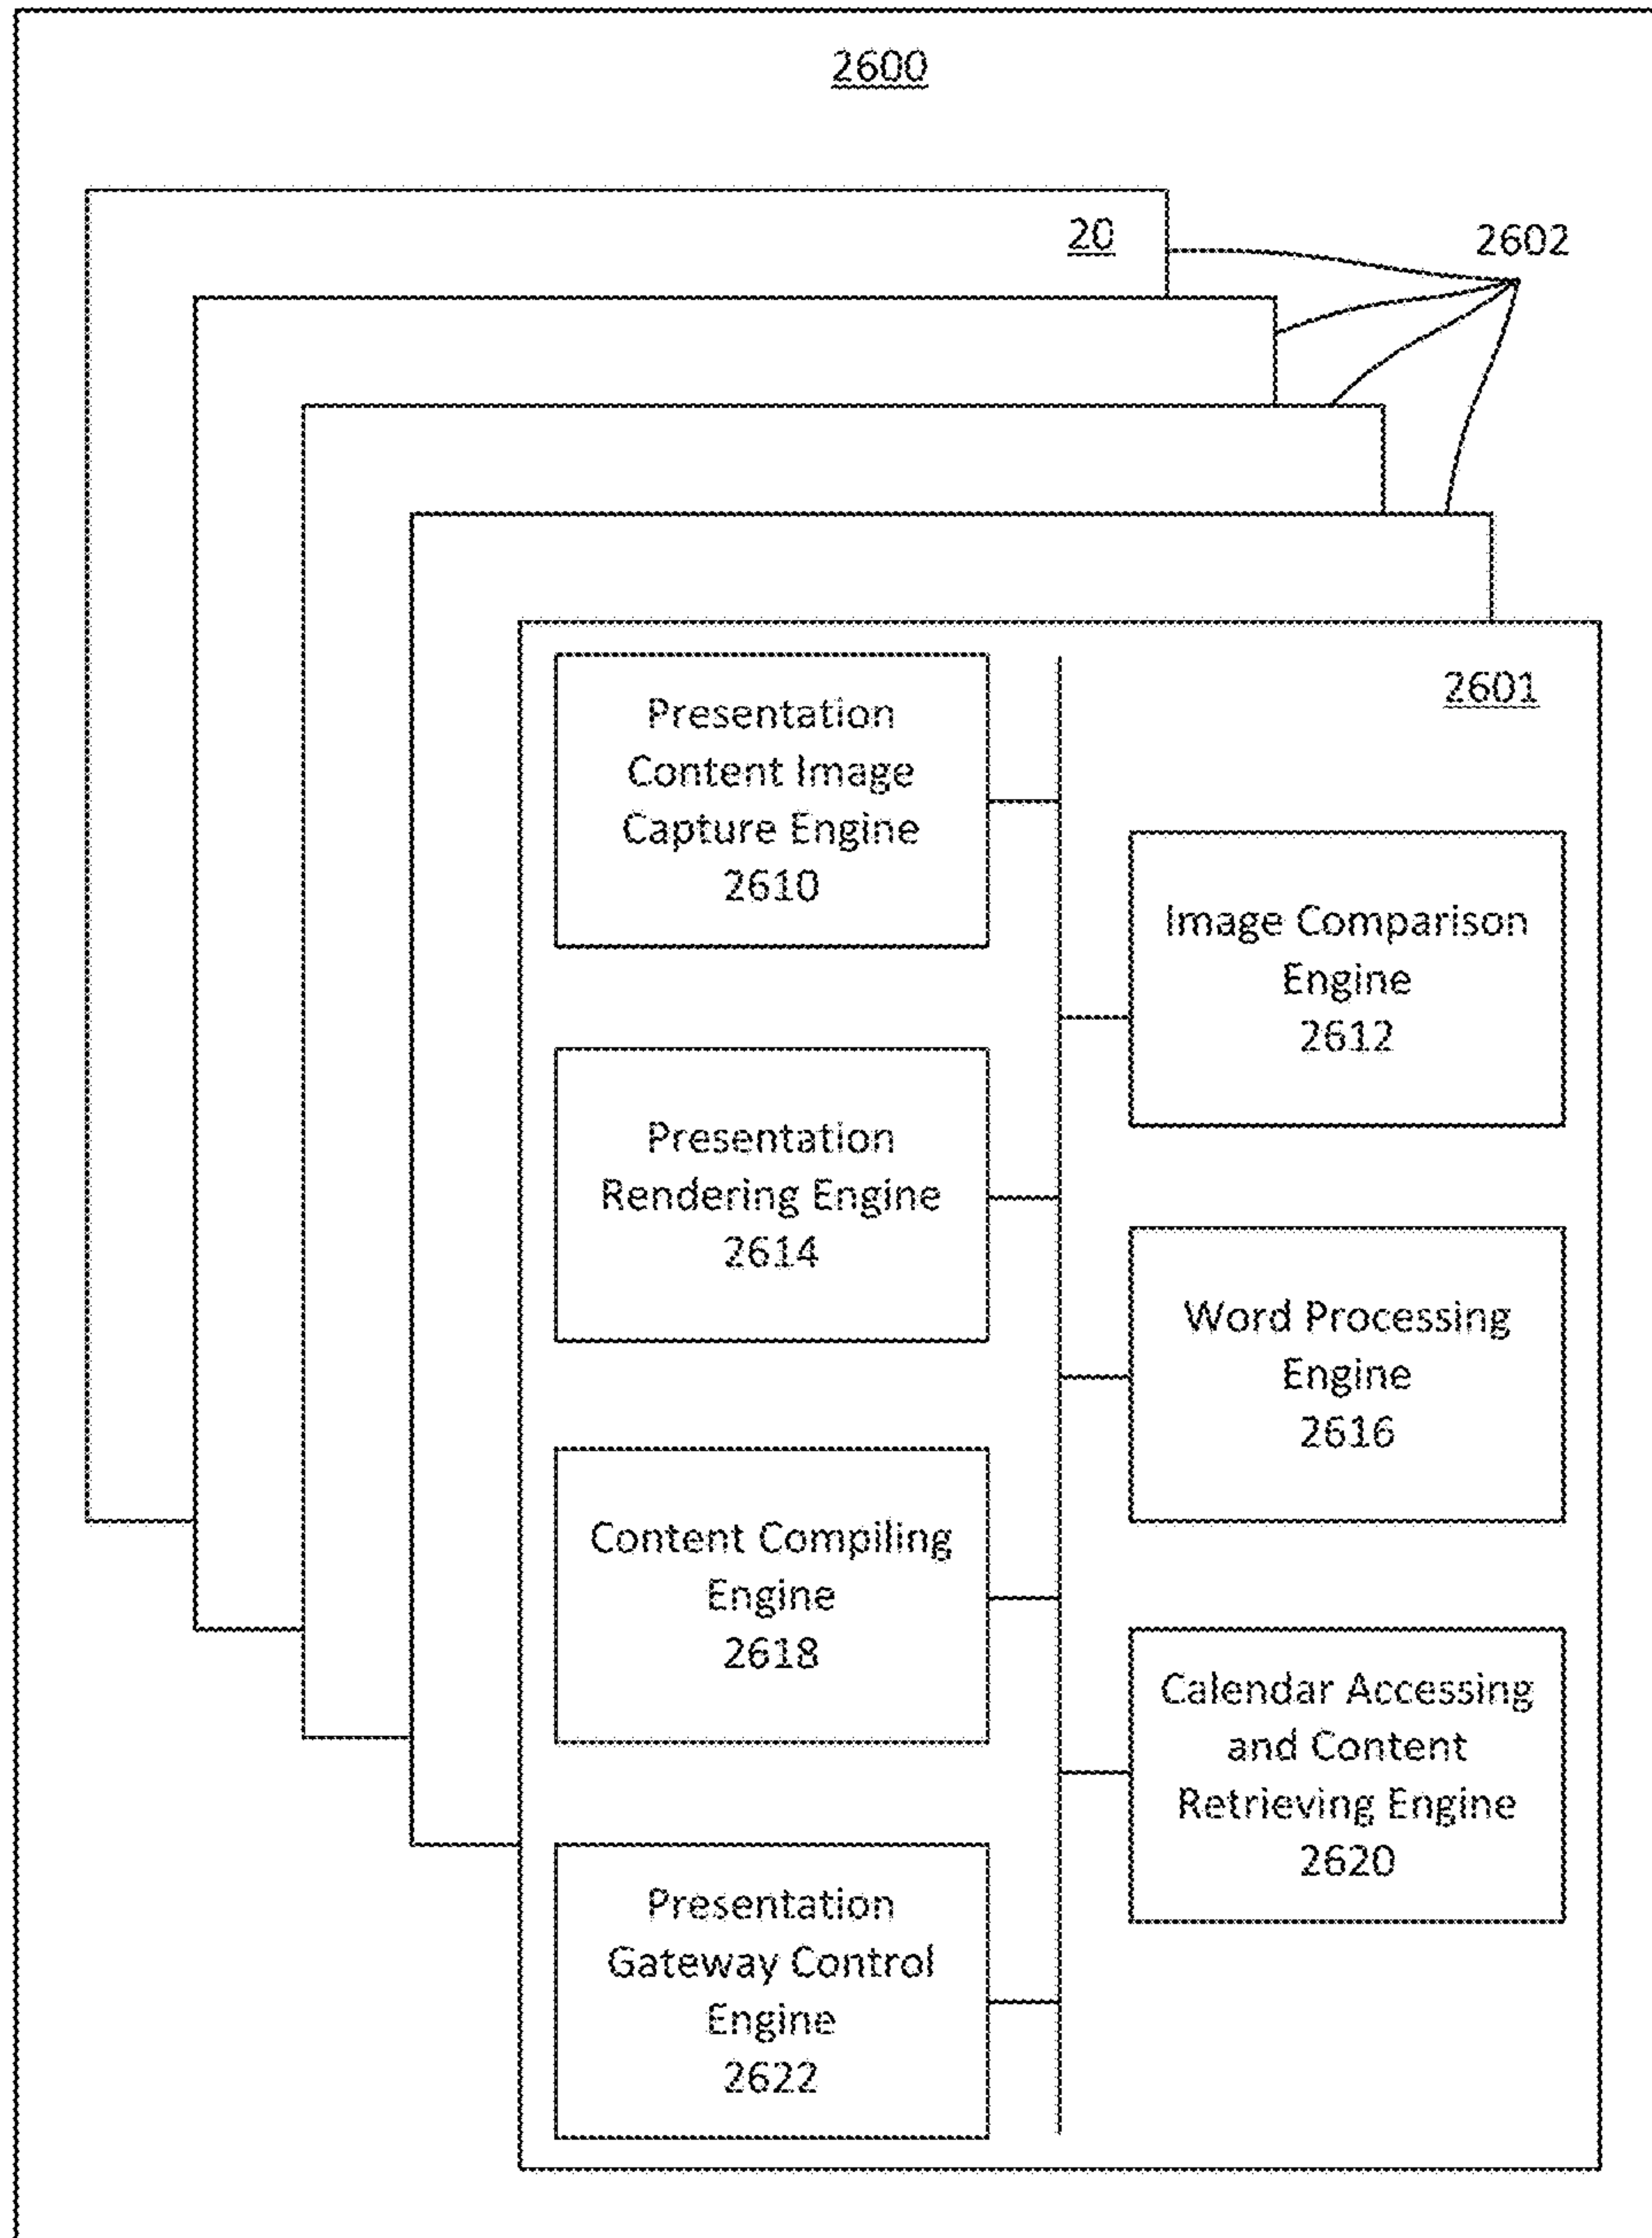 2600
20
2602
2601
Presentation
Content Image
Capture Engine
2610
Image Comparison
Engine
2612
Presentation
Rendering Engine
2614
Word Processing
Engine
2616
Content Compiling
Engine
2618
Calendar Accessing
and Content
Retrieving Engine
2620
Presentation
Gateway Control
Engine
2622